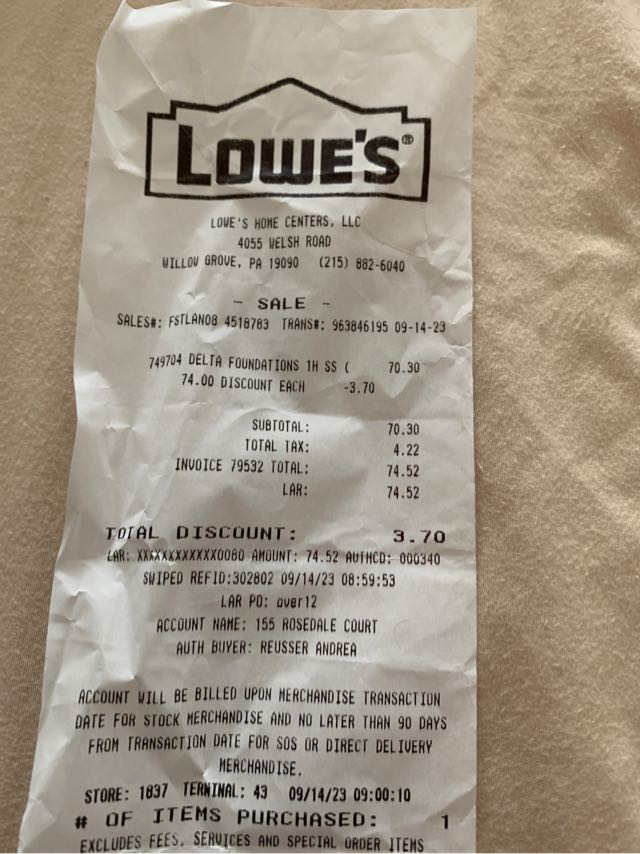 LOWE'S®
LOWE'S HOME CENTERS, LLC
4055 WELSH ROAD
WILLOW GROVE, PA 19090 (215) 882-6040
- SALE -
SALES#: FSTLAN08 4518783 TRANS#: 963846195 09-14-23
749704 DELTA FOUNDATIONS 1H SS ( 70.30
74.00 DISCOUNT EACH -3.70
SUBTOTAL: 70.30
TOTAL TAX: 4.22
INVOICE 79532 TOTAL: 74.52
LAR: 74.52
TOTAL DISCOUNT: 3.70
LAR: XXXXXXXXXXXX0080 AMOUNT: 74.52 AUTHCD: 000340
SWIPED REFID:302802 09/14/23 08:59:53
LAR PO: over12
ACCOUNT NAME: 155 ROSEDALE COURT
AUTH BUYER: REUSSER ANDREA
ACCOUNT WILL BE BILLED UPON MERCHANDISE TRANSACTION
DATE FOR STOCK MERCHANDISE AND NO LATER THAN 90 DAYS
FROM TRANSACTION DATE FOR SOS OR DIRECT DELIVERY
MERCHANDISE.
STORE: 1837 TERMINAL: 43 09/14/23 09:00:10
# OF ITEMS PURCHASED: 1
EXCLUDES FEES, SERVICES AND SPECIAL ORDER ITEMS